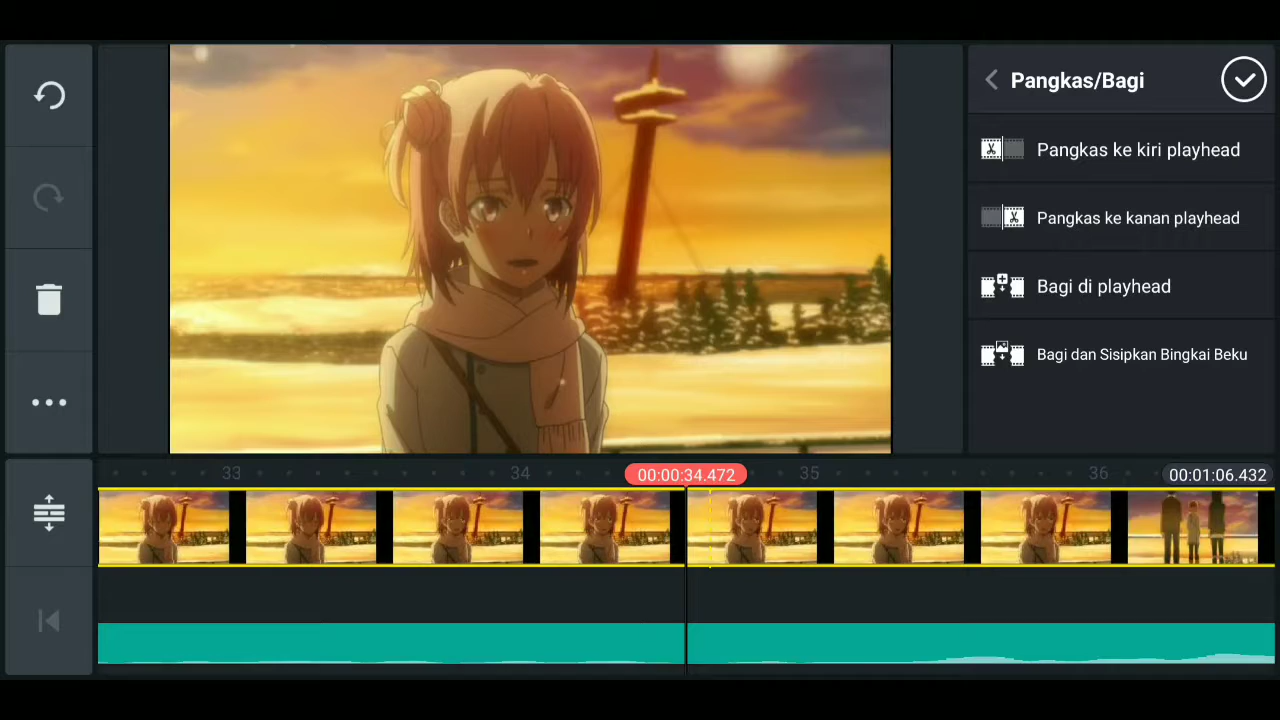 Pangkas/Bagi
Pangkas ke kiri playhead
Pangkas ke kanan playhead
Bagi di playhead
Bagi dan Sisipkan Bingkai Beku
33
34
00:00:34.472
35
36
00:01:06.432